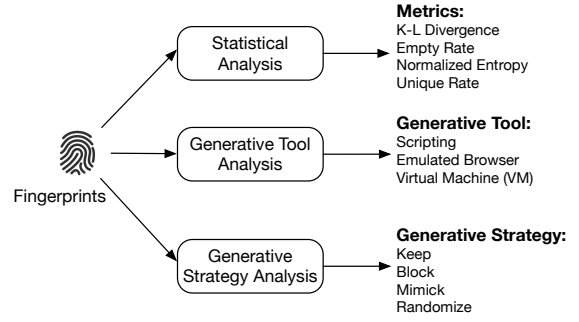 Fingerprints
Statistical
Analysis
Metrics:
K-L Divergence
Empty Rate
Normalized Entropy
Unique Rate
Generative Tool
Analysis
Generative Tool:
Scripting
Emulated Browser
Virtual Machine (VM)
Generative
Strategy Analysis
Generative Strategy:
Keep
Block
Mimick
Randomize